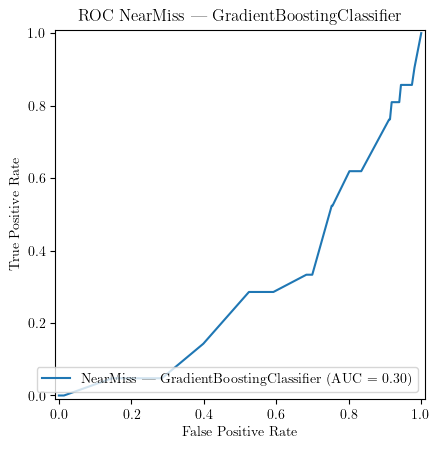 ROC NearMiss — GradientBoostingClassifier
1.0
0.8
0.6
0.4
0.2
0.0
True Positive Rate
NearMiss — GradientBoostingClassifier (AUC = 0.30)
0.0 0.2 0.4 0.6 0.8 1.0
False Positive Rate